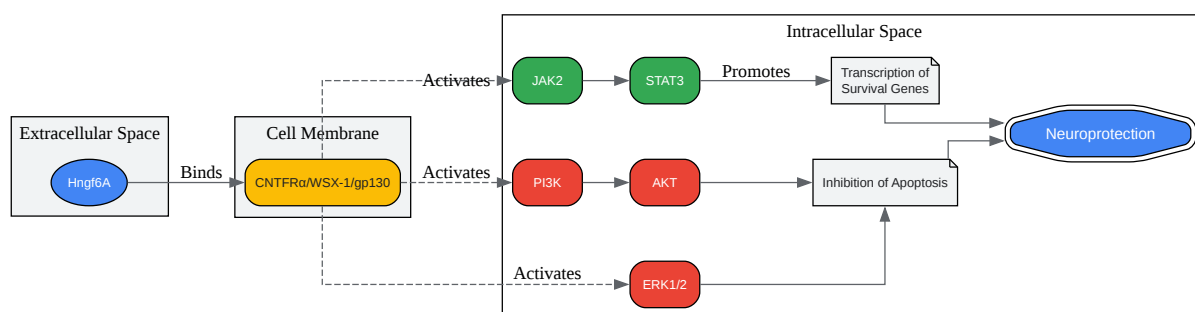 Intracellular Space
Activates
JAK2
STAT3
Promotes
Transcription of
Survival Genes
Extracellular Space
Cell Membrane
Neuroprotection
Hngf6A
Binds
CNTFRα/WSX-1/gp130
Activates
PI3K
AKT
Inhibition of Apoptosis
Activates
ERK1/2